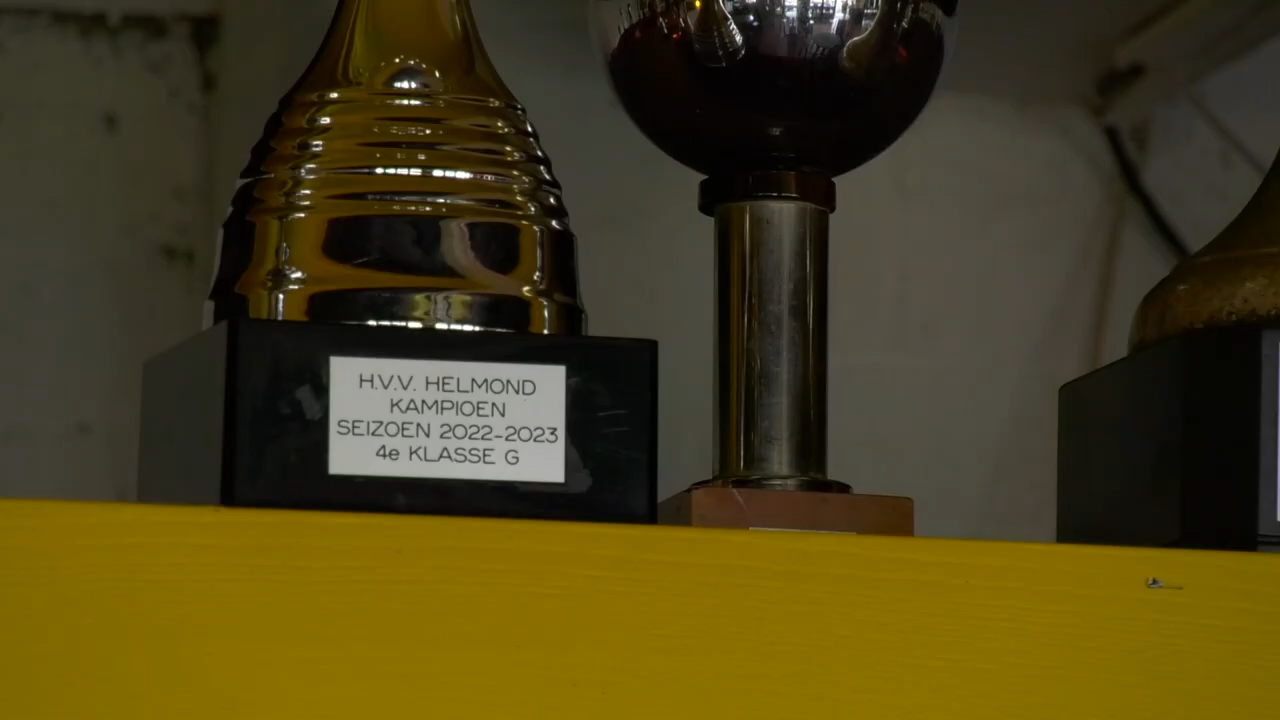 H.V.V. HELMOND
KAMPIOEN
SEIZOEN 2022-2023
4e KLASSE G